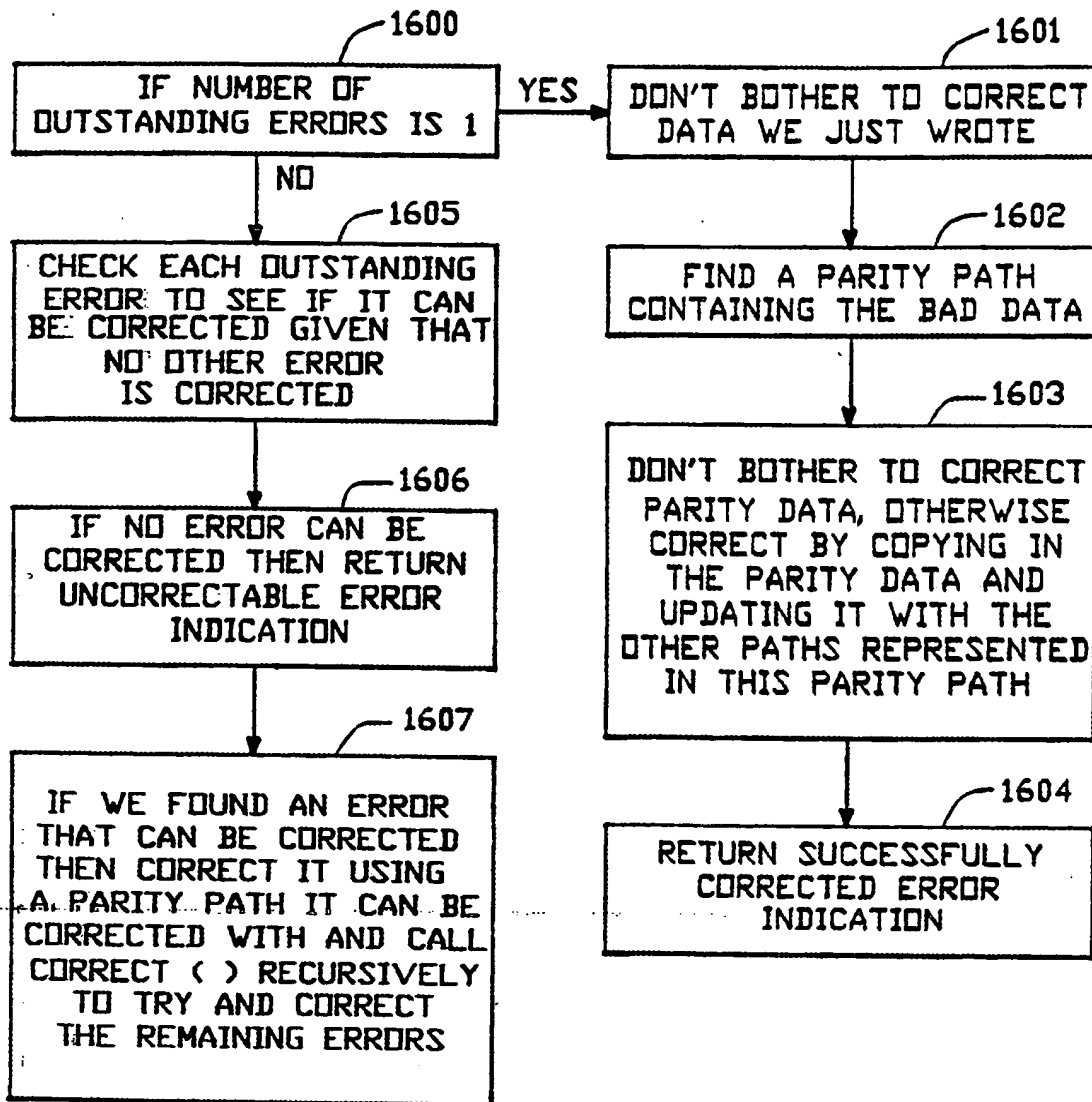 1600
IF NUMBER OF
OUTSTANDING ERRORS IS 1
YES
NO
1601
DON'T BOTHER TO CORRECT
DATA WE JUST WROTE
1602
FIND A PARITY PATH
CONTAINING THE BAD DATA
1603
DON'T BOTHER TO CORRECT
PARITY DATA, OTHERWISE
CORRECT BY COPYING IN
THE PARITY DATA AND
UPDATING IT WITH THE
OTHER PATHS REPRESENTED
IN THIS PARITY PATH
1604
RETURN SUCCESSFULLY
CORRECTED ERROR
INDICATION
1605
CHECK EACH OUTSTANDING
ERROR TO SEE IF IT CAN
BE CORRECTED GIVEN THAT
NO OTHER ERROR
IS CORRECTED
1606
IF NO ERROR CAN BE
CORRECTED THEN RETURN
UNCORRECTABLE ERROR
INDICATION
1607
IF WE FOUND AN ERROR
THAT CAN BE CORRECTED
THEN CORRECT IT USING
A PARITY PATH IT CAN BE
CORRECTED WITH AND CALL
CORRECT ( ) RECURSIVELY
TO TRY AND CORRECT
THE REMAINING ERRORS